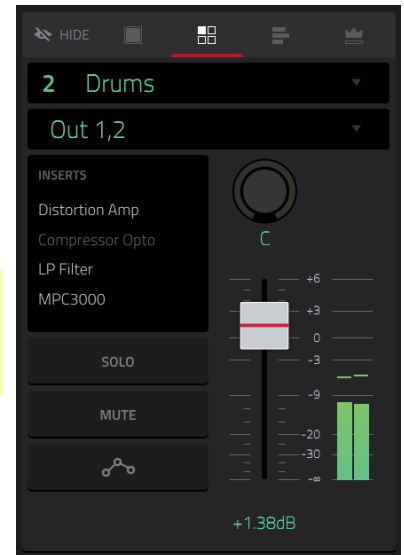 HIDE
2 Drums
Out 1,2
INSERTS
Distortion Amp
Compressor Opto
LP Filter
MPC3000
C
+6
+3
0
-3
-9
-20
-30
-∞
SOLO
MUTE
+1.38dB